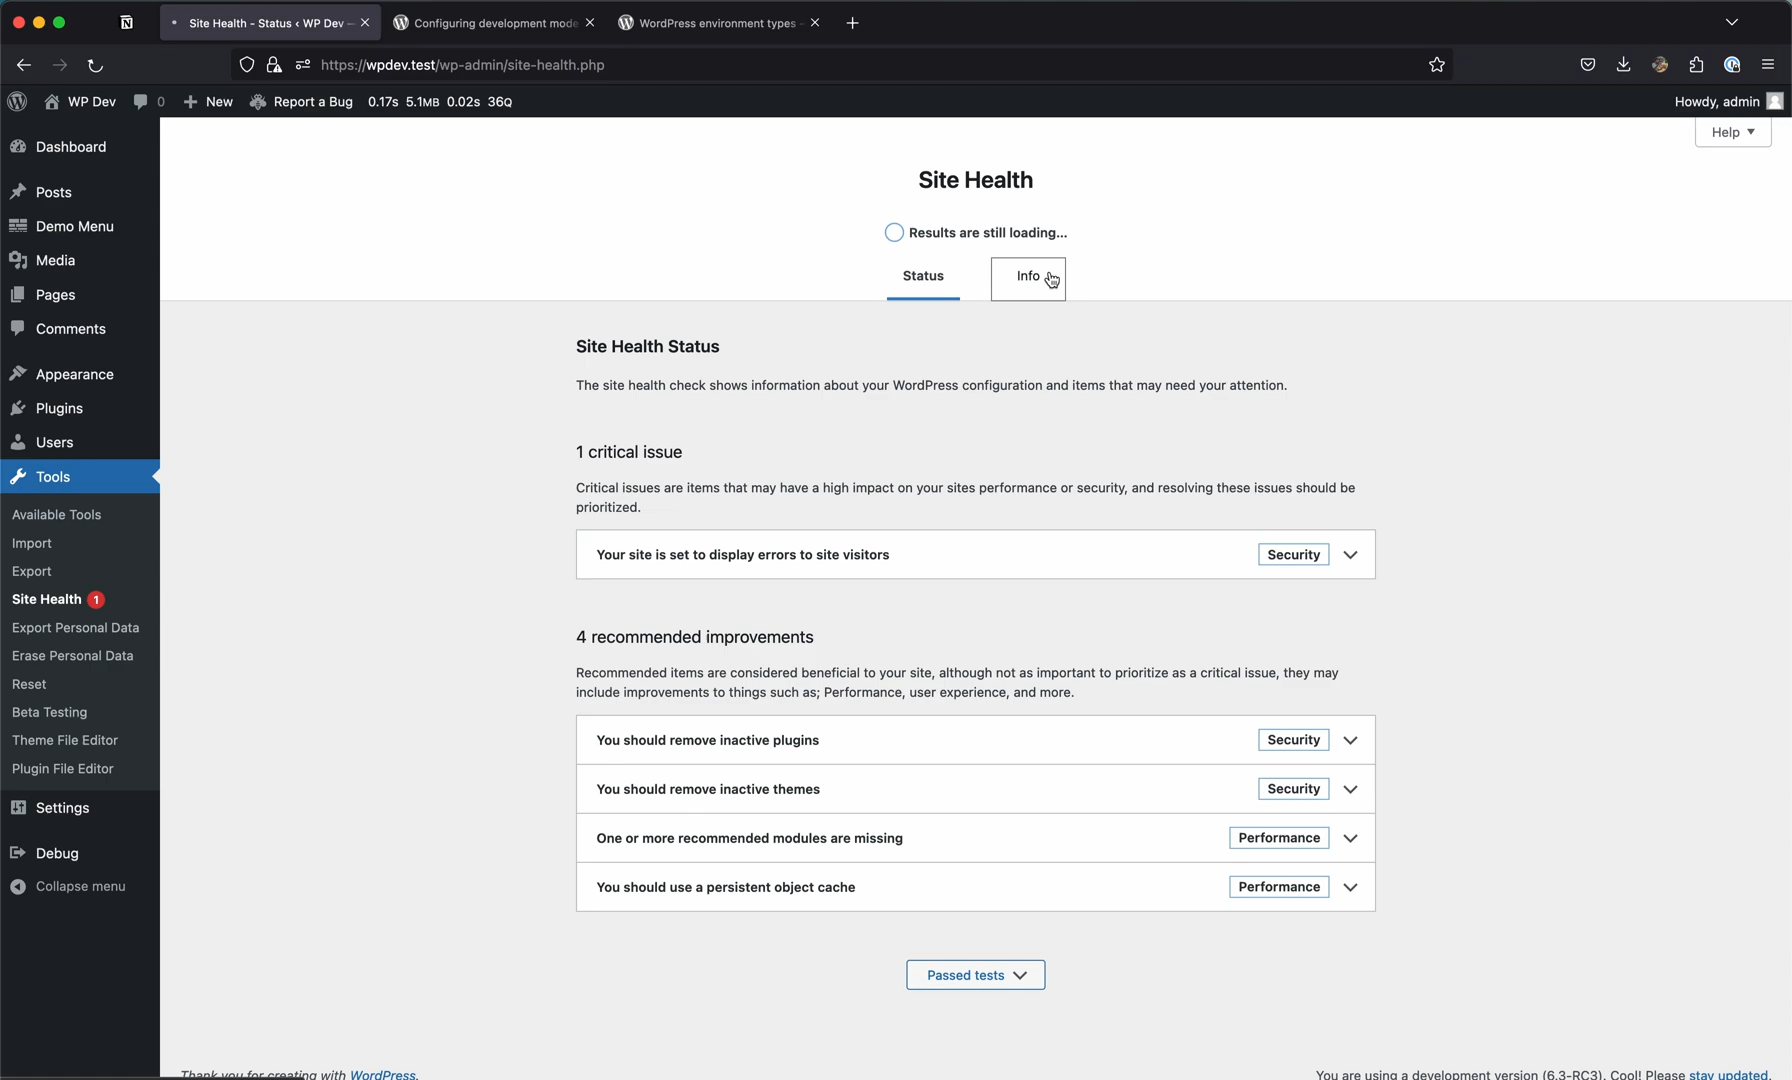 Site Health - Status ‹ WP Dev —
Configuring development mode
WordPress environment types -
https://wpdev.test/wp-admin/site-health.php
WP Dev 0 New Report a Bug 0.17s 5.1MB 0.02s 36Q
Howdy, admin
Help ▼
Dashboard
Posts
Demo Menu
Media
Pages
Comments
Appearance
Plugins
Users
Tools
Available Tools
Import
Export
Site Health 1
Export Personal Data
Erase Personal Data
Reset
Beta Testing
Theme File Editor
Plugin File Editor
Settings
Debug
Collapse menu
Site Health
Results are still loading...
Status Info
Site Health Status
The site health check shows information about your WordPress configuration and items that may need your attention.
1 critical issue
Critical issues are items that may have a high impact on your sites performance or security, and resolving these issues should be
prioritized.
Your site is set to display errors to site visitors Security
4 recommended improvements
Recommended items are considered beneficial to your site, although not as important to prioritize as a critical issue, they may
include improvements to things such as; Performance, user experience, and more.
You should remove inactive plugins Security
You should remove inactive themes Security
One or more recommended modules are missing Performance
You should use a persistent object cache Performance
Passed tests
Thank you for creating with WordPress.
You are using a development version (6.3-RC3). Cool! Please stay updated.